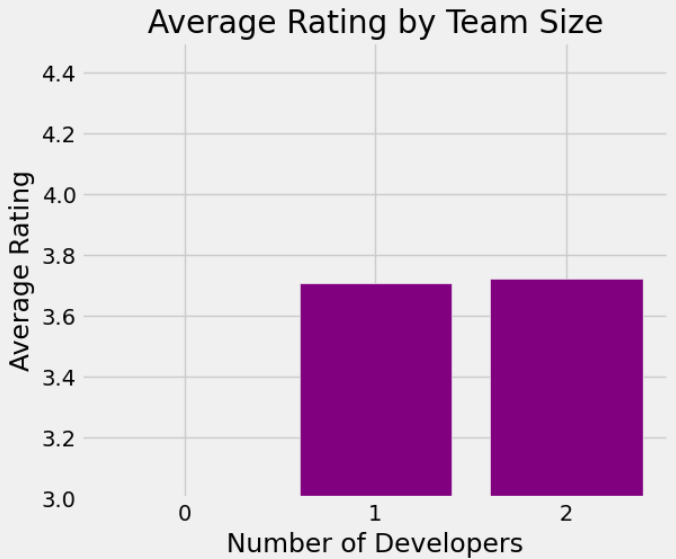 Average Rating by Team Size
Average Rating
4.4
4.2
4.0
3.8
3.6
3.4
3.2
3.0
0 1 2
Number of Developers